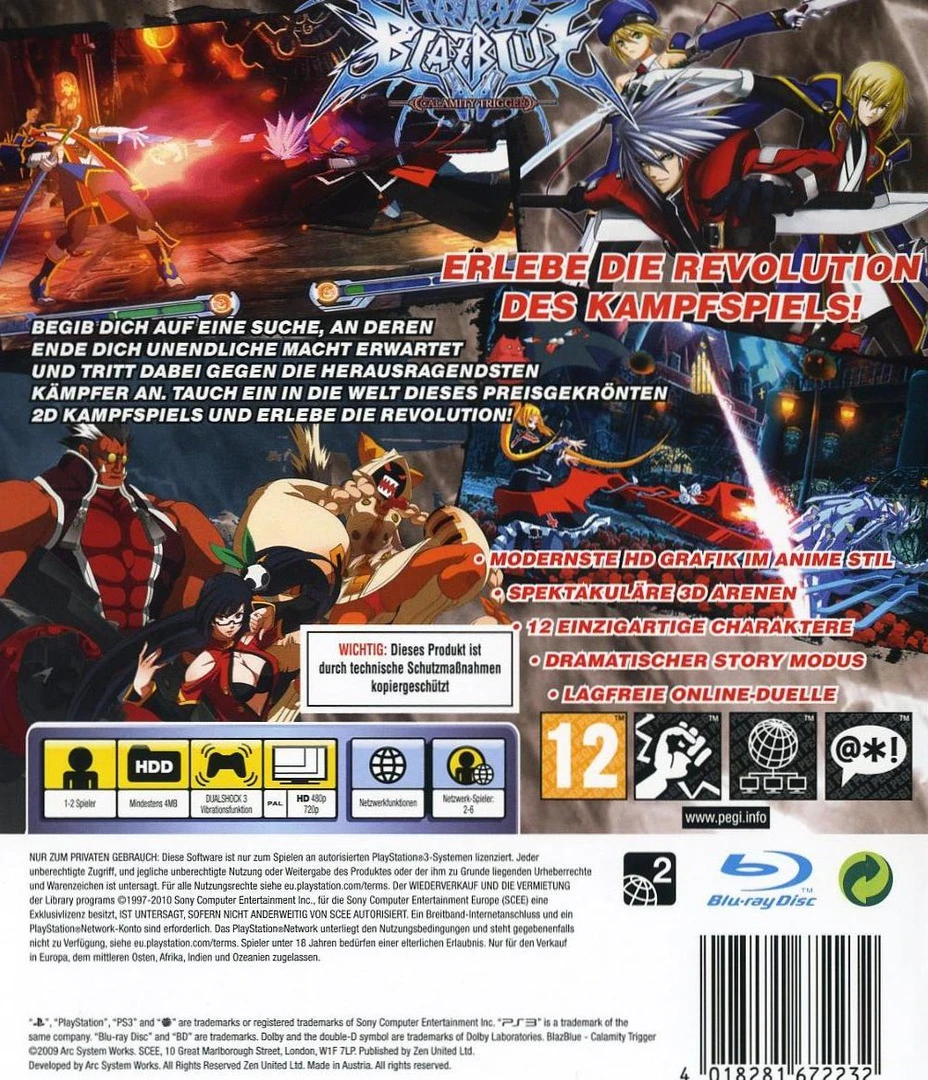 BLAZBLUE
CALAMITY TRIGGER
ERLEBE DIE REVOLUTION
DES KAMPFSPIELS!
BEGIB DICH AUF EINE SUCHE, AN DEREN
ENDE DICH UNENDLICHE MACHT ERWARTET
UND TRITT DABEI GEGEN DIE HERAUSRAGENDSTEN
KÄMPFER AN. TAUCH EIN IN DIE WELT DIESES PREISGEKRÖNTEN
2D KAMPFSPIELS UND ERLEBE DIE REVOLUTION!
• MODERNSTE HD GRAFIK IM ANIME STIL
• SPEKTAKULÄRE 3D ARENEN
• 12 EINZIGARTIGE CHARAKTERE
• DRAMATISCHER STORY MODUS
• LAGFREIE ONLINE-DUELLE
WICHTIG: Dieses Produkt ist
durch technische Schutzmaßnahmen
kopiergeschützt
HDD
1-2 Spieler
Mindestens 4MB
DUALSHOCK 3
Vibrationsfunktion
PAL
HD 480p
720p
Netzwerkfunktionen
Netzwerk-Spieler:
2-6
12™
™
™
@*!™
www.pegi.info
NUR ZUM PRIVATEN GEBRAUCH: Diese Software ist nur zum Spielen an autorisierten PlayStation®3-Systemen lizenziert. Jeder
unberechtigte Zugriff, und jegliche unberechtigte Nutzung oder Weitergabe des Produktes oder der ihm zu Grunde liegenden Urheberrechte
und Warenzeichen ist untersagt. Für alle Nutzungsrechte siehe eu.playstation.com/terms. Der WIEDERVERKAUF UND DIE VERMIETUNG
der Library programs ©1997-2010 Sony Computer Entertainment Inc., für die Sony Computer Entertainment Europe (SCEE) eine
Exklusivlizenz besitzt, IST UNTERSAGT, SOFERN NICHT ANDERWEITIG VON SCEE AUTORISIERT. Ein Breitband-Internetanschluss und ein
PlayStation®Network-Konto sind erforderlich. Das PlayStation®Network unterliegt den Nutzungsbedingungen und steht gegebenenfalls
nicht zu Verfügung, siehe eu.playstation.com/terms. Spieler unter 18 Jahren bedürfen einer elterlichen Erlaubnis. Nur für den Verkauf
in Europa, dem mittleren Osten, Afrika, Indien und Ozeanien zugelassen.
2
Blu-ray Disc™
“ ”, “PlayStation”, “PS3” and “ ” are trademarks or registered trademarks of Sony Computer Entertainment Inc. “PS3” is a trademark of the
same company. “Blu-ray Disc” and “BD” are trademarks. Dolby and the double-D symbol are trademarks of Dolby Laboratories. BlazBlue - Calamity Trigger
©2009 Arc System Works. SCEE, 10 Great Marlborough Street, London, W1F 7LP. Published by Zen United Ltd.
Developed by Arc System Works. All Rights Reserved Zen United Ltd. Made in Austria. All rights reserved.
4 018281 672232